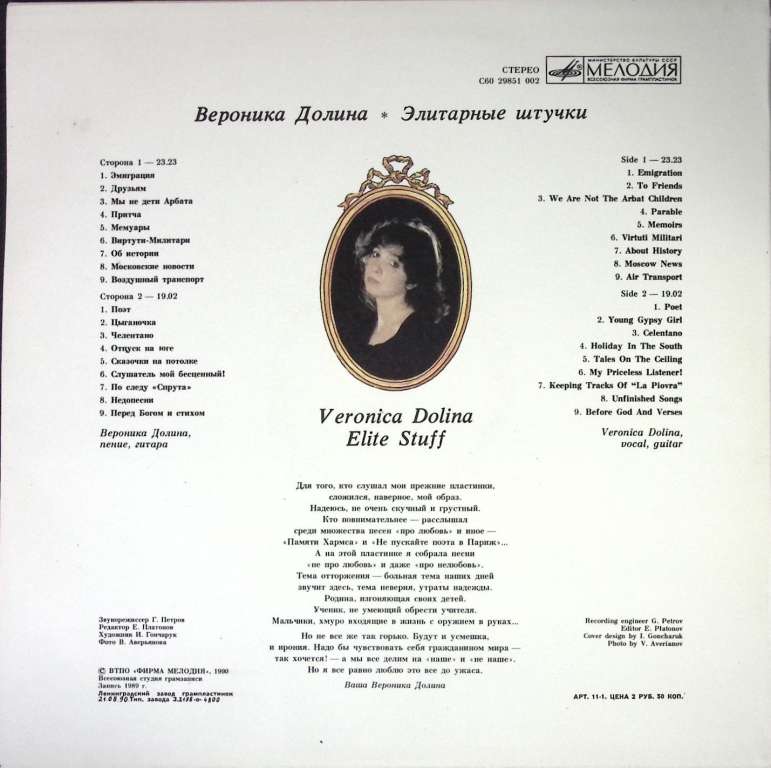 СТЕРЕО
С60 29851 002
МИНИСТЕРСТВО КУЛЬТУРЫ СССР
МЕЛОДИЯ
ВСЕСОЮЗНАЯ ФИРМА ГРАМПЛАСТИНОК
Вероника Долина * Элитарные штучки
Сторона 1 — 23.23
1. Эмиграция
2. Друзьям
3. Мы не дети Арбата
4. Притча
5. Мемуары
6. Виртути-Милитари
7. Об истории
8. Московские новости
9. Воздушный транспорт
Сторона 2 — 19.02
1. Поэт
2. Цыганочка
3. Челентано
4. Отпуск на юге
5. Сказочки на потолке
6. Слушатель мой бесценный!
7. По следу «Спрута»
8. Недопесни
9. Перед Богом и стихом
Вероника Долина,
пение, гитара
Side 1 — 23.23
1. Emigration
2. To Friends
3. We Are Not The Arbat Children
4. Parable
5. Memoirs
6. Virtuti Militari
7. About History
8. Moscow News
9. Air Transport
Side 2 — 19.02
1. Poet
2. Young Gypsy Girl
3. Celentano
4. Holiday In The South
5. Tales On The Ceiling
6. My Priceless Listener!
7. Keeping Tracks Of "La Piovra"
8. Unfinished Songs
9. Before God And Verses
Veronica Dolina,
vocal, guitar
Veronica Dolina
Elite Stuff
Для того, кто слушал мои прежние пластинки,
сложился, наверное, мой образ.
Надеюсь, не очень скучный и грустный.
Кто повнимательнее — расслышал
среди множества песен «про любовь» и иное —
«Памяти Хармса» и «Не пускайте поэта в Париж»...
А на этой пластинке я собрала песни
«не про любовь» и даже «про нелюбовь».
Тема отторжения — больная тема наших дней
звучит здесь, тема неверия, утраты надежды.
Родина, изгоняющая своих детей.
Ученик, не умеющий обрести учителя.
Мальчики, хмуро входящие в жизнь с оружием в руках...
Но не все же так горько. Будут и усмешка,
и ирония. Надо бы чувствовать себя гражданином мира —
так хочется! — а мы все делим на «наше» и «не наше».
Но я все равно люблю это все до ужаса.
Ваша Вероника Долина
Звукорежиссер Г. Петров
Редактор Е. Платонов
Художник И. Гончарук
Фото В. Аверьянова
Ⓒ ВТПО «ФИРМА МЕЛОДИЯ», 1990
Всесоюзная студия грамзаписи
Запись 1989 г.
Ленинградский завод грампластинок
21.08.90 Тип. завода
Recording engineer G. Petrov
Editor E. Platonov
Cover design by I. Goncharuk
Photo by V. Averianov
АРТ. 11-1. ЦЕНА 2 РУБ. 50 КОП.